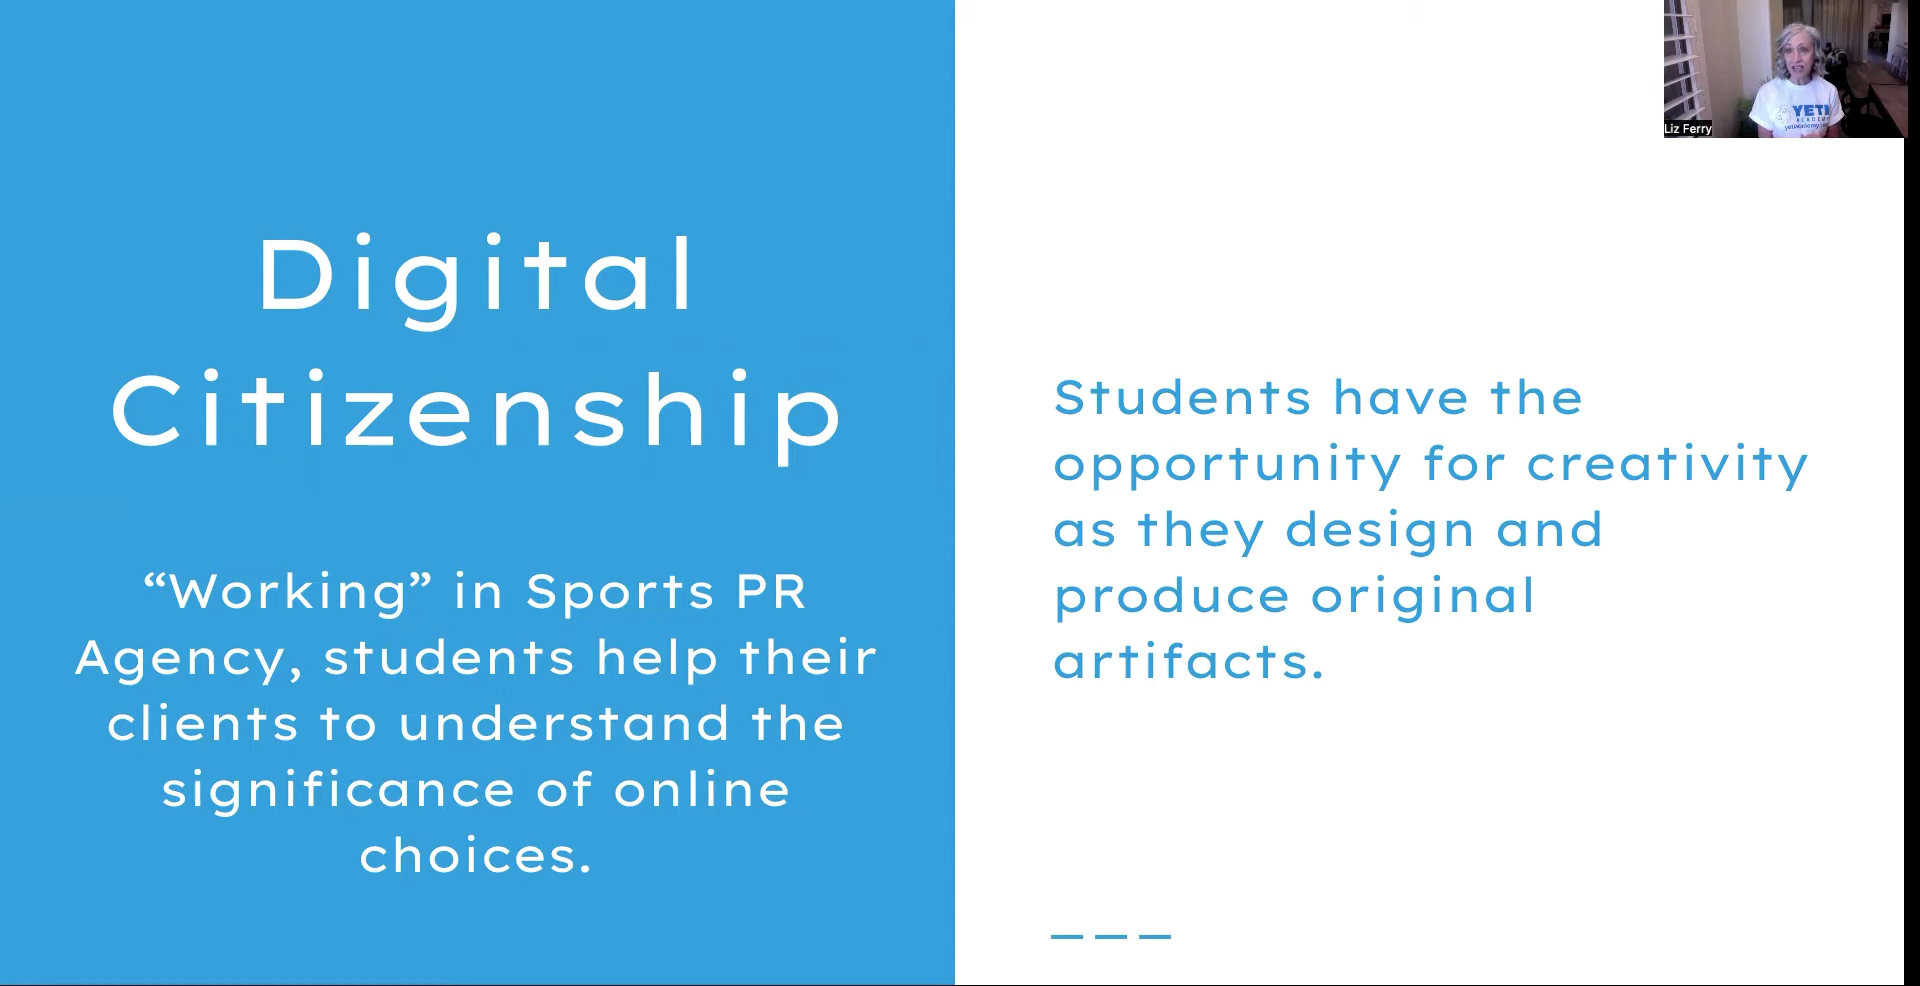 Digital
Citizenship
“Working” in Sports PR
Agency, students help their
clients to understand the
significance of online
choices.
Students have the
opportunity for creativity
as they design and
produce original
artifacts.
Liz Ferry
YETI
ACADEMY